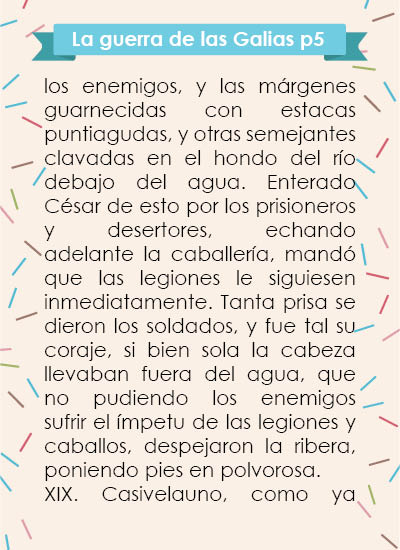 La guerra de las Galias p5
los enemigos, y las márgenes
guarnecidas con estacas
puntiagudas, y otras semejantes
clavadas en el hondo del río
debajo del agua. Enterado
César de esto por los prisioneros
y desertores, echando
adelante la caballería, mandó
que las legiones le siguiesen
inmediatamente. Tanta prisa se
dieron los soldados, y fue tal su
coraje, si bien sola la cabeza
llevaban fuera del agua, que
no pudiendo los enemigos
sufrir el ímpetu de las legiones y
caballos, despejaron la ribera,
poniendo pies en polvorosa.
XIX. Casivelauno, como ya